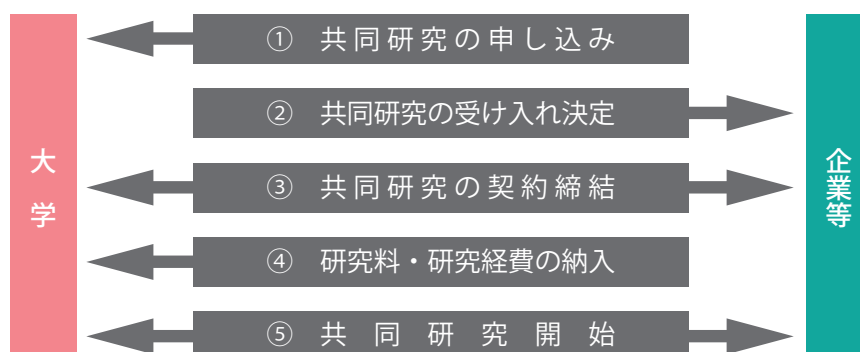 ① 共同研究の申し込み
② 共同研究の受け入れ決定
大学
③ 共同研究の契約締結
企業等
④ 研究料・研究経費の納入
⑤ 共同研究開始